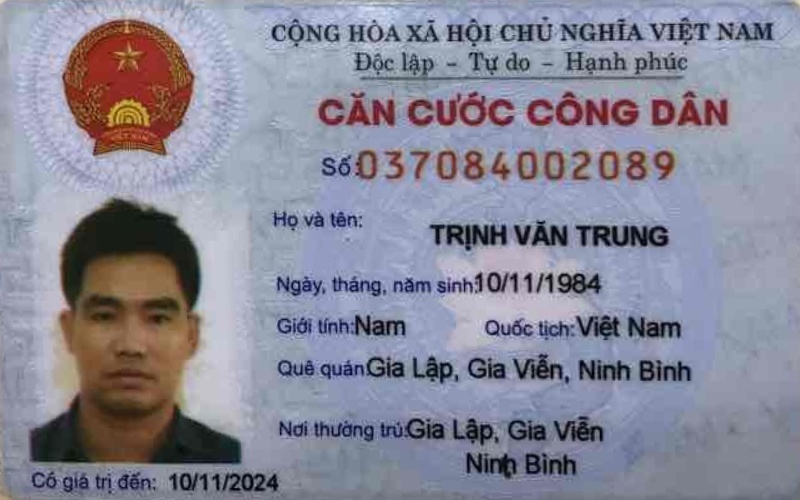 CỘNG HÒA XÃ HỘI CHỦ NGHĨA VIỆT NAM
Độc lập - Tự do - Hạnh phúc
CĂN CƯỚC CÔNG DÂN
Số: 037084002089
Họ và tên:
TRỊNH VĂN TRUNG
Ngày, tháng, năm sinh: 10/11/1984
Giới tính: Nam Quốc tịch: Việt Nam
Quê quán: Gia Lập, Gia Viễn, Ninh Bình
Nơi thường trú: Gia Lập, Gia Viễn
Ninh Bình
Có giá trị đến: 10/11/2024
VIỆT NAM